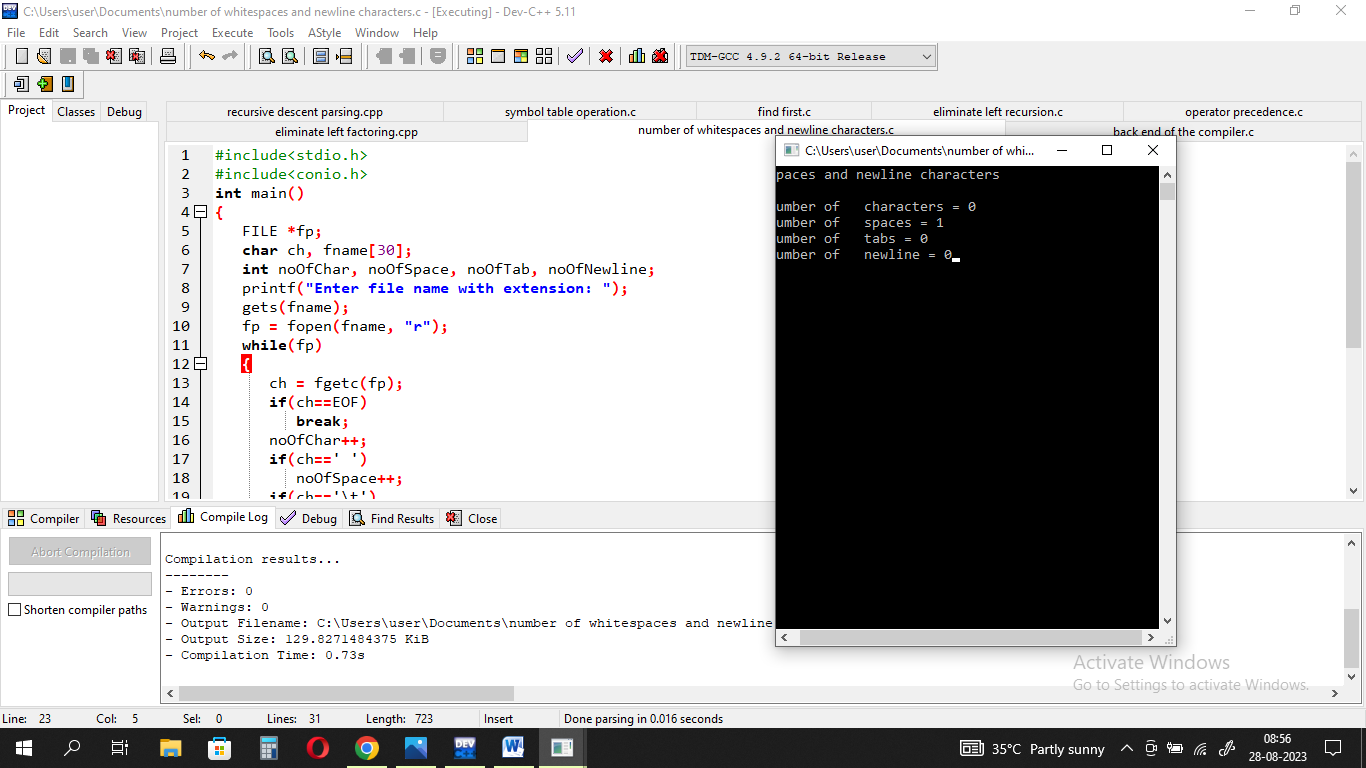 C:\Users\user\Documents\number of whitespaces and newline characters.c - [Executing] - Dev-C++ 5.11
File Edit Search View Project Execute Tools AStyle Window Help
TDM-GCC 4.9.2 64-bit Release
Project Classes Debug
recursive descent parsing.cpp symbol table operation.c find first.c eliminate left recursion.c operator precedence.c
eliminate left factoring.cpp number of whitespaces and newline characters.c back end of the compiler.c
1 #include<stdio.h>
2 #include<conio.h>
3 int main()
4 {
5 FILE *fp;
6 char ch, fname[30];
7 int noOfChar, noOfSpace, noOfTab, noOfNewline;
8 printf("Enter file name with extension: ");
9 gets(fname);
10 fp = fopen(fname, "r");
11 while(fp)
12 {
13 ch = fgetc(fp);
14 if(ch==EOF)
15 break;
16 noOfChar++;
17 if(ch==' ')
18 noOfSpace++;
19 if(ch=='\t')
C:\Users\user\Documents\number of whi...
paces and newline characters
umber of characters = 0
umber of spaces = 1
umber of tabs = 0
umber of newline = 0
Compiler Resources Compile Log Debug Find Results Close
Abort Compilation
Shorten compiler paths
Compilation results...
--------
- Errors: 0
- Warnings: 0
- Output Filename: C:\Users\user\Documents\number of whitespaces and newline
- Output Size: 129.8271484375 KiB
- Compilation Time: 0.73s
Activate Windows
Go to Settings to activate Windows.
Line: 23 Col: 5 Sel: 0 Lines: 31 Length: 723 Insert Done parsing in 0.016 seconds
DEV
W
35°C Partly sunny
08:56
28-08-2023